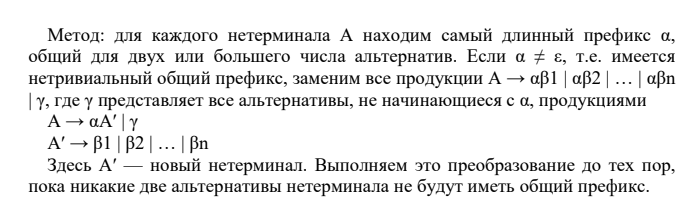 Метод: для каждого нетерминала A находим самый длинный префикс α,
общий для двух или большего числа альтернатив. Если α ≠ ε, т.е. имеется
нетривиальный общий префикс, заменим все продукции A → αβ1 | αβ2 | … | αβn
| γ, где γ представляет все альтернативы, не начинающиеся с α, продукциями
A → αA′ | γ
A′ → β1 | β2 | … | βn
Здесь A′ — новый нетерминал. Выполняем это преобразование до тех пор,
пока никакие две альтернативы нетерминала не будут иметь общий префикс.